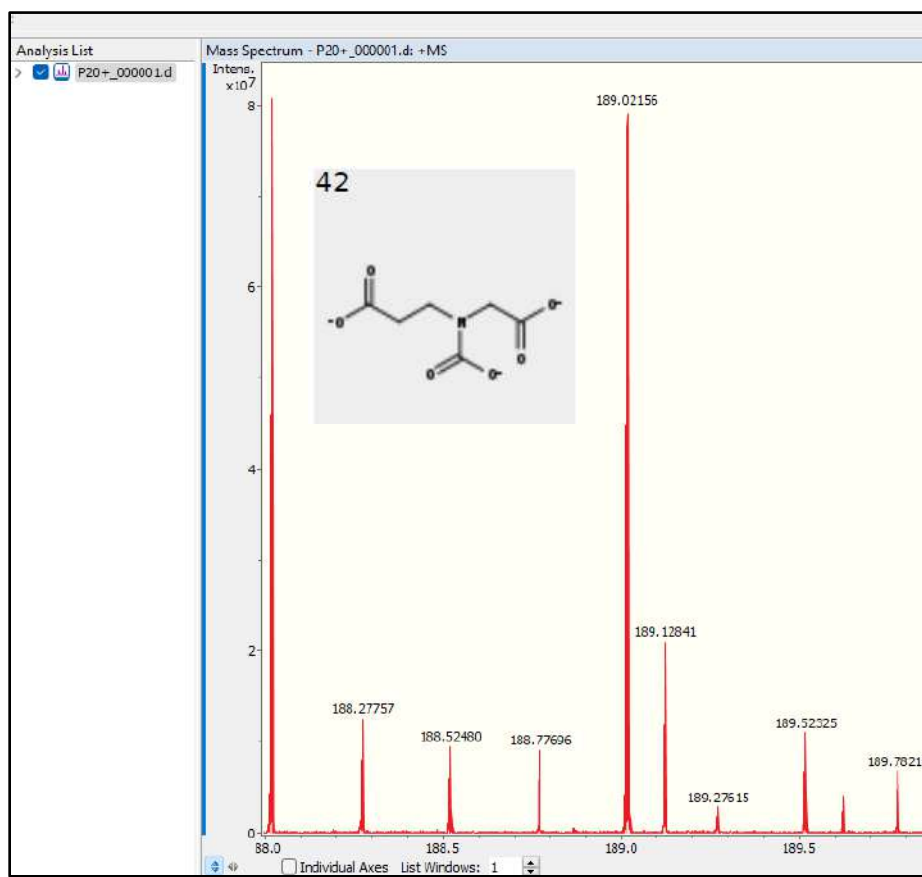 Analysis List
P20+_000001.d
Mass Spectrum - P20+_000001.d: +MS
Intens.
x10⁷
8
6
4
2
0
189.02156
42
O
-O
N
O-
O
O
O-
189.12841
188.27757
188.52480
188.77696
189.27615
189.52325
189.7821
88.0
188.5
189.0
189.5
Individual Axes List Windows: 1